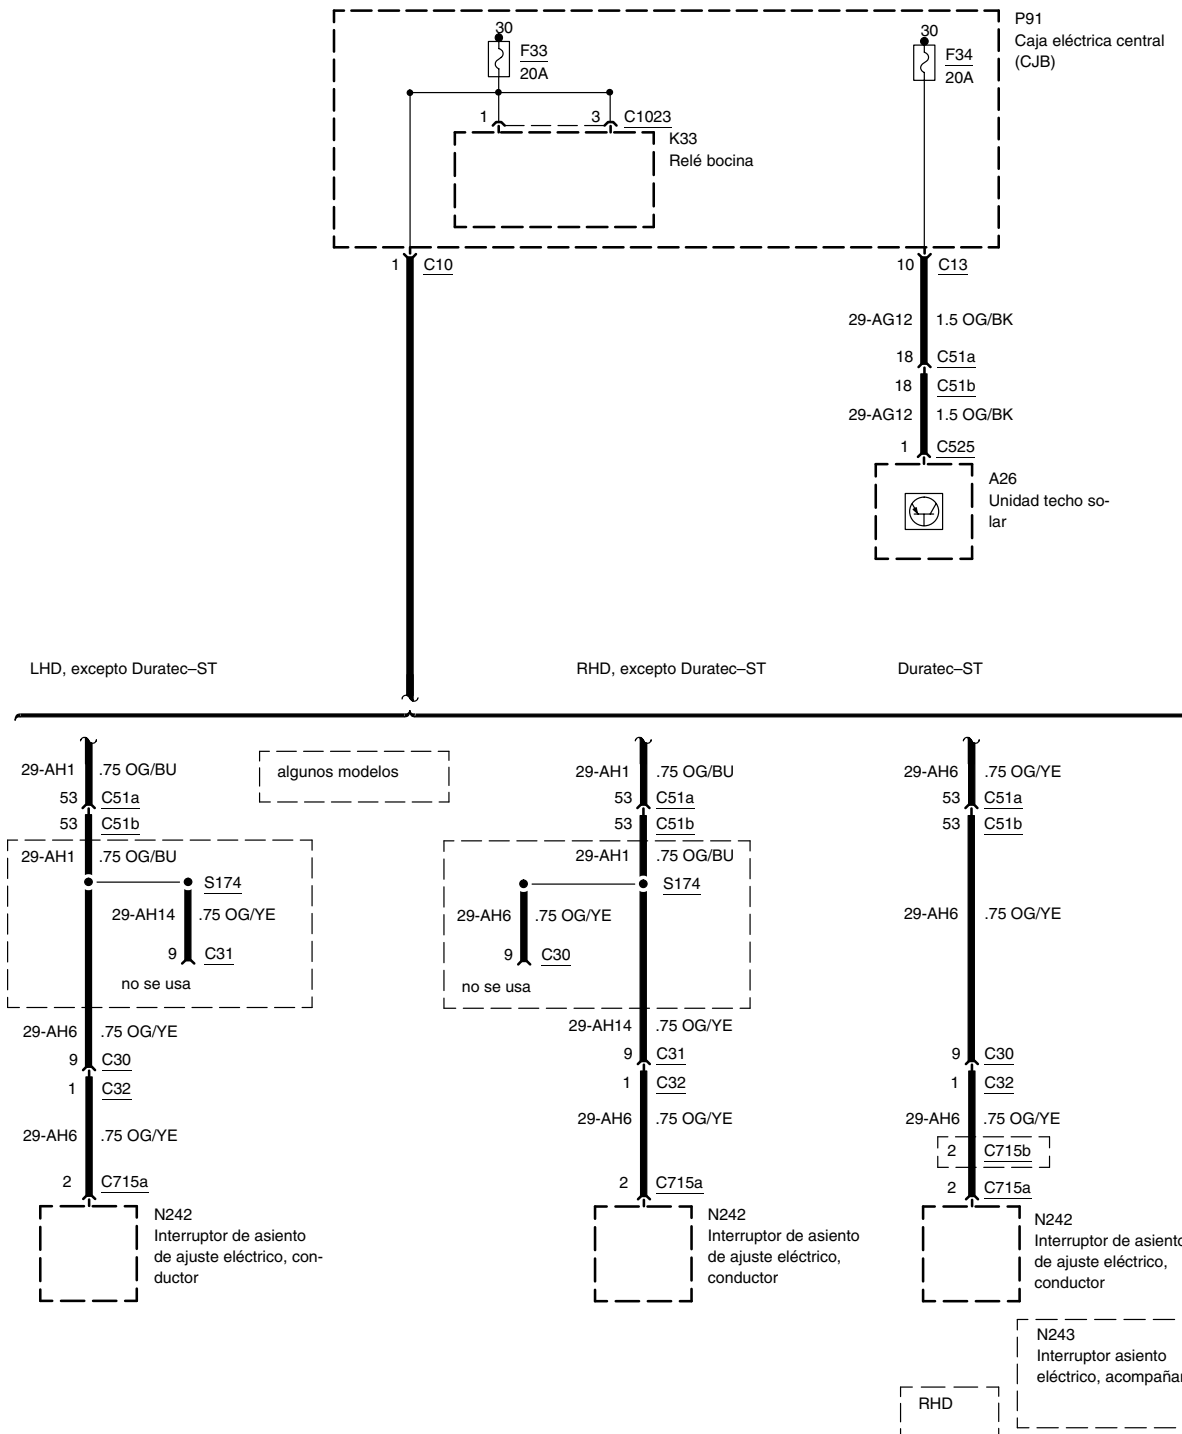 P91
Caja eléctrica central
(CJB)
30
F33
20A
30
F34
20A
1
3
C1023
K33
Relé bocina
1
C10
10
C13
29-AG12
1.5 OG/BK
18
C51a
18
C51b
29-AG12
1.5 OG/BK
1
C525
A26
Unidad techo so-
lar
LHD, excepto Duratec–ST
RHD, excepto Duratec–ST
Duratec–ST
algunos modelos
29-AH1
.75 OG/BU
53
C51a
53
C51b
29-AH1
.75 OG/BU
S174
29-AH14
.75 OG/YE
9
C31
no se usa
29-AH6
.75 OG/YE
9
C30
1
C32
29-AH6
.75 OG/YE
2
C715a
N242
Interruptor de asiento
de ajuste eléctrico, con-
ductor
29-AH1
.75 OG/BU
53
C51a
53
C51b
29-AH1
.75 OG/BU
S174
29-AH6
.75 OG/YE
9
C30
no se usa
29-AH14
.75 OG/YE
9
C31
1
C32
29-AH6
.75 OG/YE
2
C715a
N242
Interruptor de asiento
de ajuste eléctrico,
conductor
29-AH6
.75 OG/YE
53
C51a
53
C51b
29-AH6
.75 OG/YE
9
C30
1
C32
29-AH6
.75 OG/YE
2
C715b
2
C715a
N242
Interruptor de asiento
de ajuste eléctrico,
conductor
N243
Interruptor asiento
eléctrico, acompañan
RHD